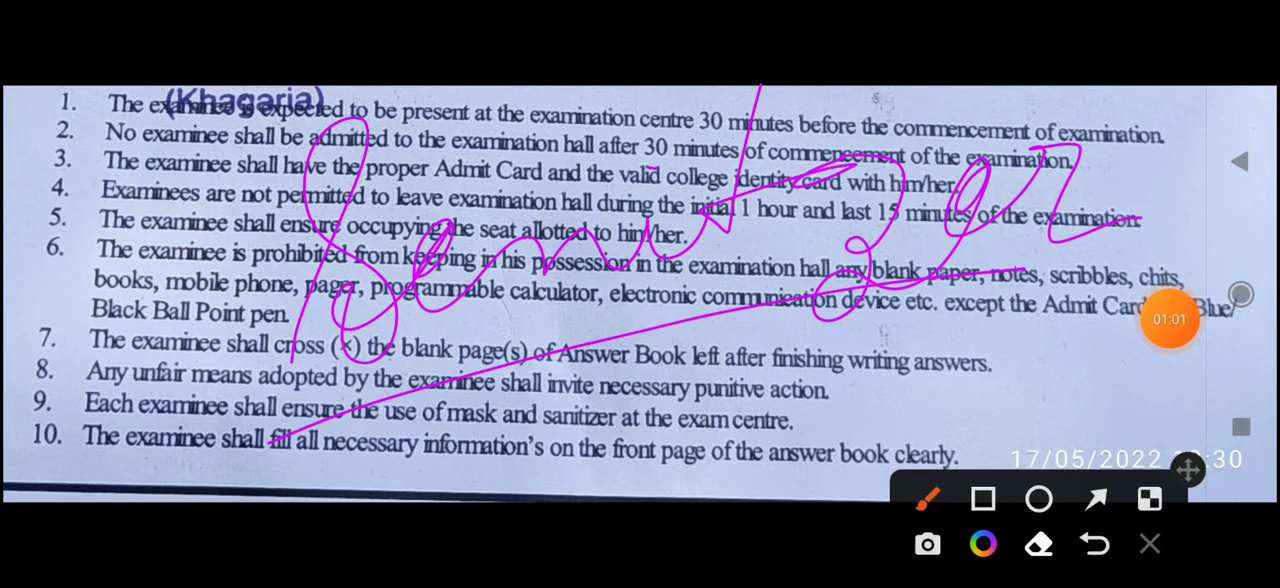 (Khagaria)
1. The examinee is expected to be present at the examination centre 30 minutes before the commencement of examination.
2. No examinee shall be admitted to the examination hall after 30 minutes of commencement of the examination.
3. The examinee shall have the proper Admit Card and the valid college identity card with him/her.
4. Examinees are not permitted to leave examination hall during the initial 1 hour and last 15 minutes of the examination.
5. The examinee shall ensure occupying the seat allotted to him/her.
6. The examinee is prohibited from keeping in his possession in the examination hall any blank paper, notes, scribbles, chits,
books, mobile phone, pager, programmable calculator, electronic communication device etc. except the Admit Card Blue/
Black Ball Point pen.
7. The examinee shall cross (×) the blank page(s) of Answer Book left after finishing writing answers.
8. Any unfair means adopted by the examinee shall invite necessary punitive action.
9. Each examinee shall ensure the use of mask and sanitizer at the exam centre.
10. The examinee shall fill all necessary information's on the front page of the answer book clearly.
17/05/2022 :30
01:01